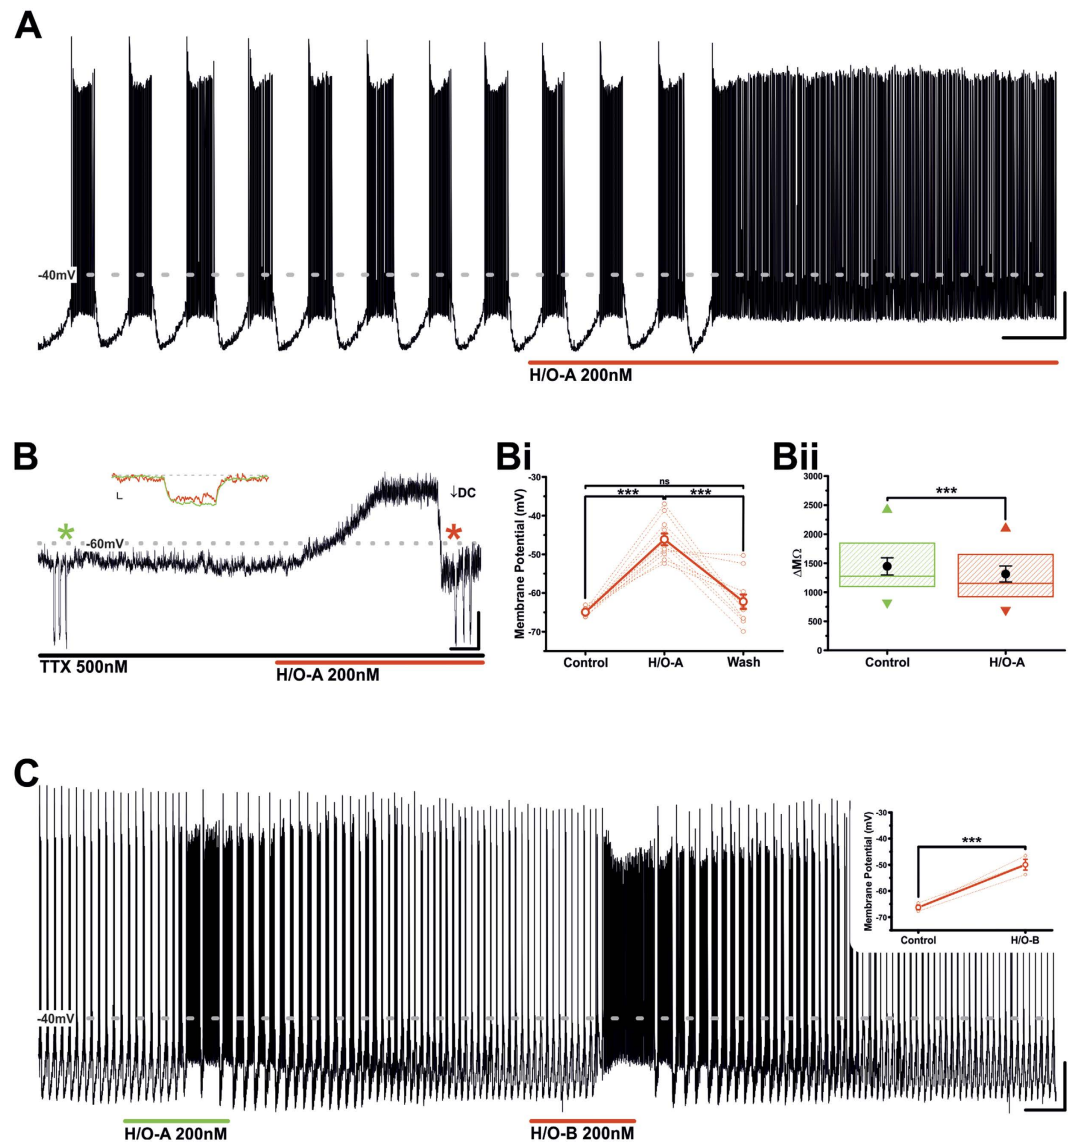 A
-40mV
H/O-A 200nM
B
*
*
-60mV
↓DC
TTX 500nM
H/O-A 200nM
Bi
Membrane Potential (mV)
-30
-40
-50
-60
-70
ns
***
***
Control
H/O-A
Wash
Bii
ΔMΩ
3000
2500
2000
1500
1000
500
0
***
Control
H/O-A
C
-40mV
H/O-A 200nM
H/O-B 200nM
Membrane Potential (mV)
-30
-40
-50
-60
-70
***
Control
H/O-B